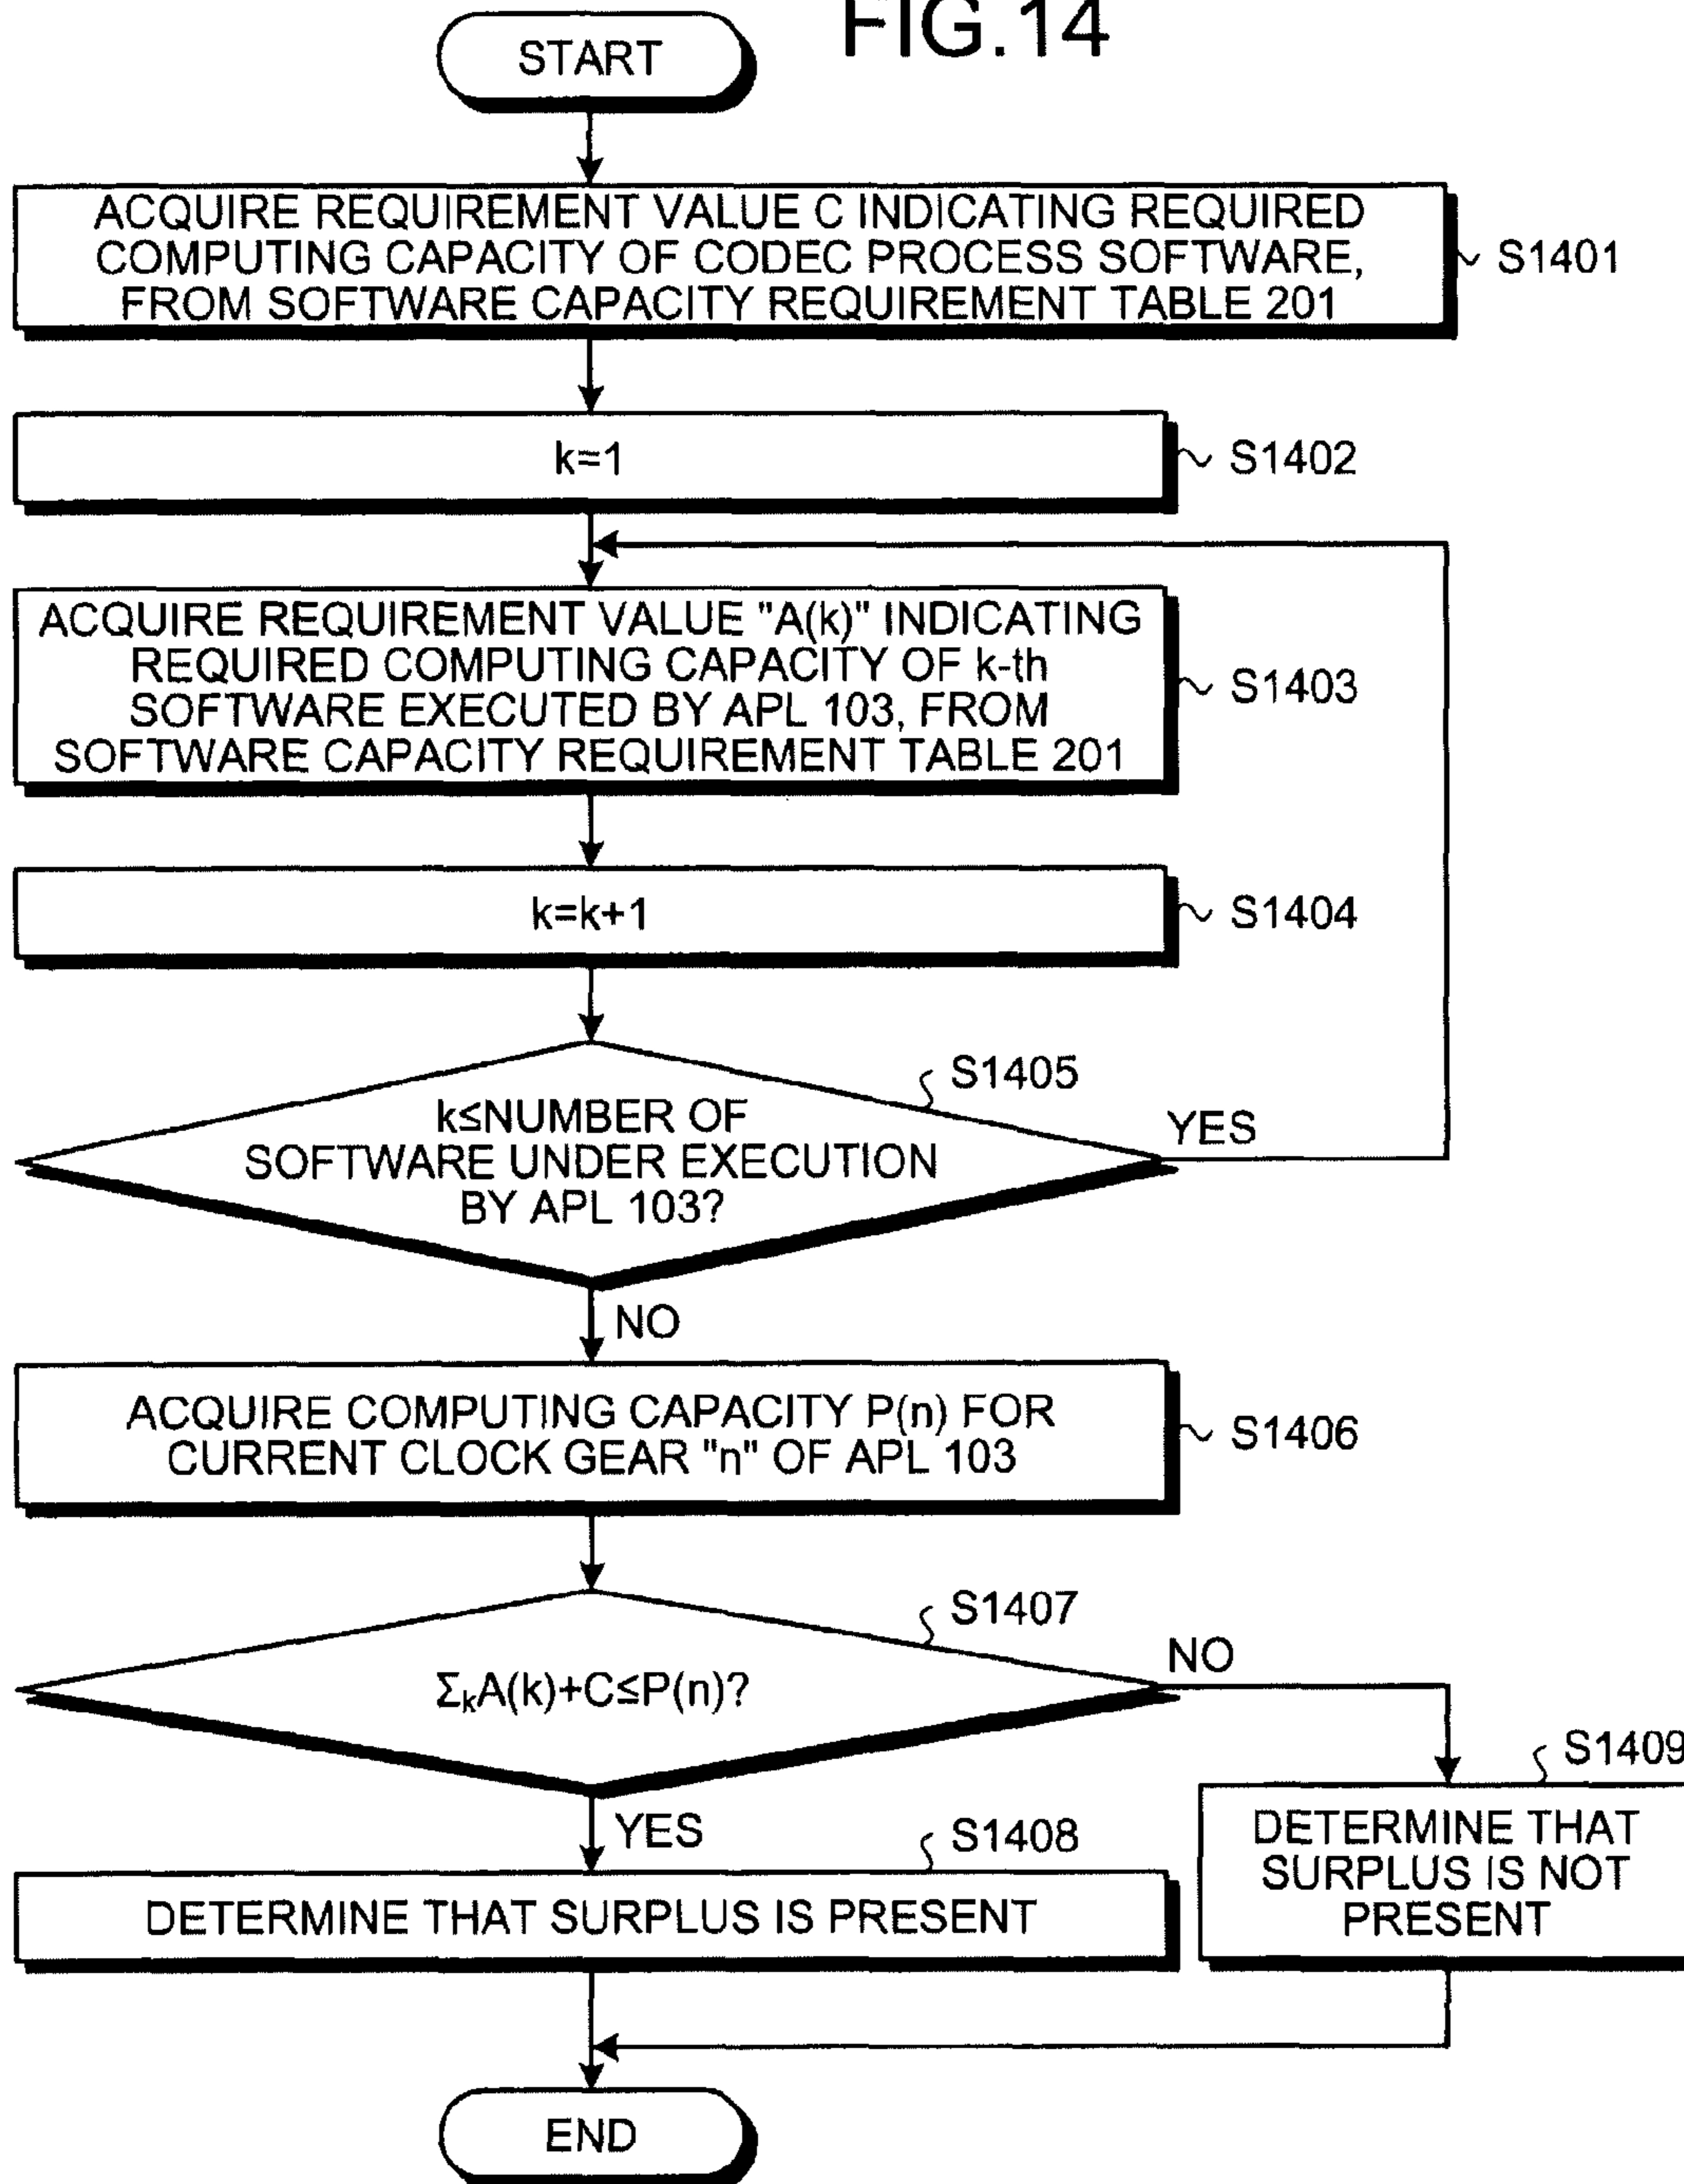 FIG.14
START
ACQUIRE REQUIREMENT VALUE C INDICATING REQUIRED
COMPUTING CAPACITY OF CODEC PROCESS SOFTWARE,
FROM SOFTWARE CAPACITY REQUIREMENT TABLE 201
S1401
k=1
S1402
ACQUIRE REQUIREMENT VALUE "A(k)" INDICATING
REQUIRED COMPUTING CAPACITY OF k-th
SOFTWARE EXECUTED BY APL 103, FROM
SOFTWARE CAPACITY REQUIREMENT TABLE 201
S1403
k=k+1
S1404
S1405
k≤NUMBER OF
SOFTWARE UNDER EXECUTION
BY APL 103?
YES
NO
ACQUIRE COMPUTING CAPACITY P(n) FOR
CURRENT CLOCK GEAR "n" OF APL 103
S1406
S1407
ΣkA(k)+C≤P(n)?
NO
YES
S1408
DETERMINE THAT SURPLUS IS PRESENT
S1409
DETERMINE THAT
SURPLUS IS NOT
PRESENT
END